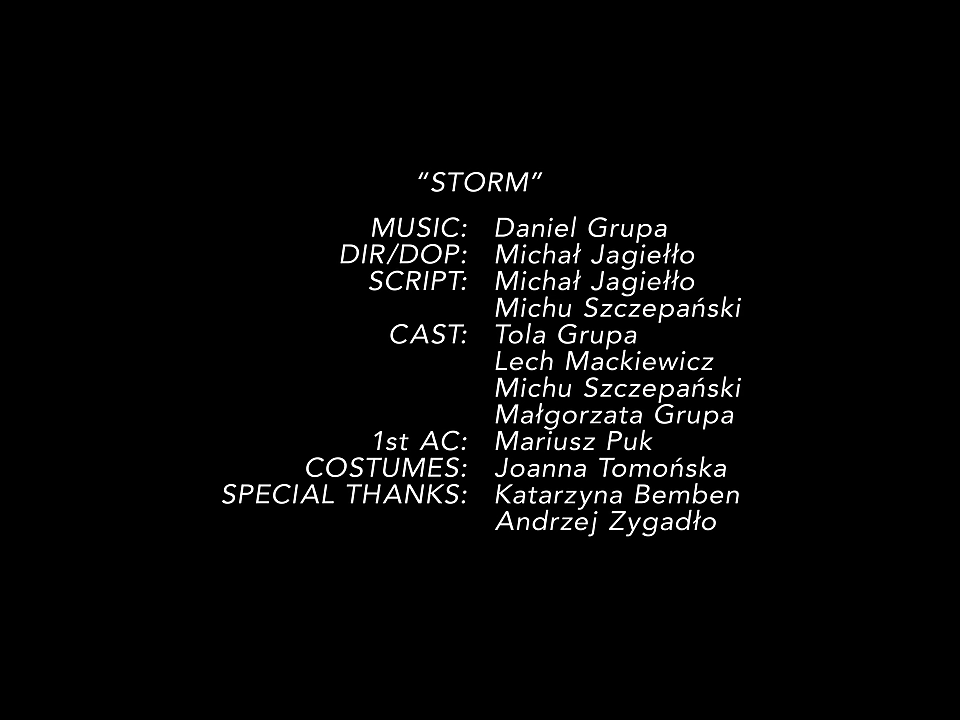 “STORM”
MUSIC: Daniel Grupa
DIR/DOP: Michał Jagiełło
SCRIPT: Michał Jagiełło
Michu Szczepański
CAST: Tola Grupa
Lech Mackiewicz
Michu Szczepański
Małgorzata Grupa
1st AC: Mariusz Puk
COSTUMES: Joanna Tomońska
SPECIAL THANKS: Katarzyna Bemben
Andrzej Zygadło